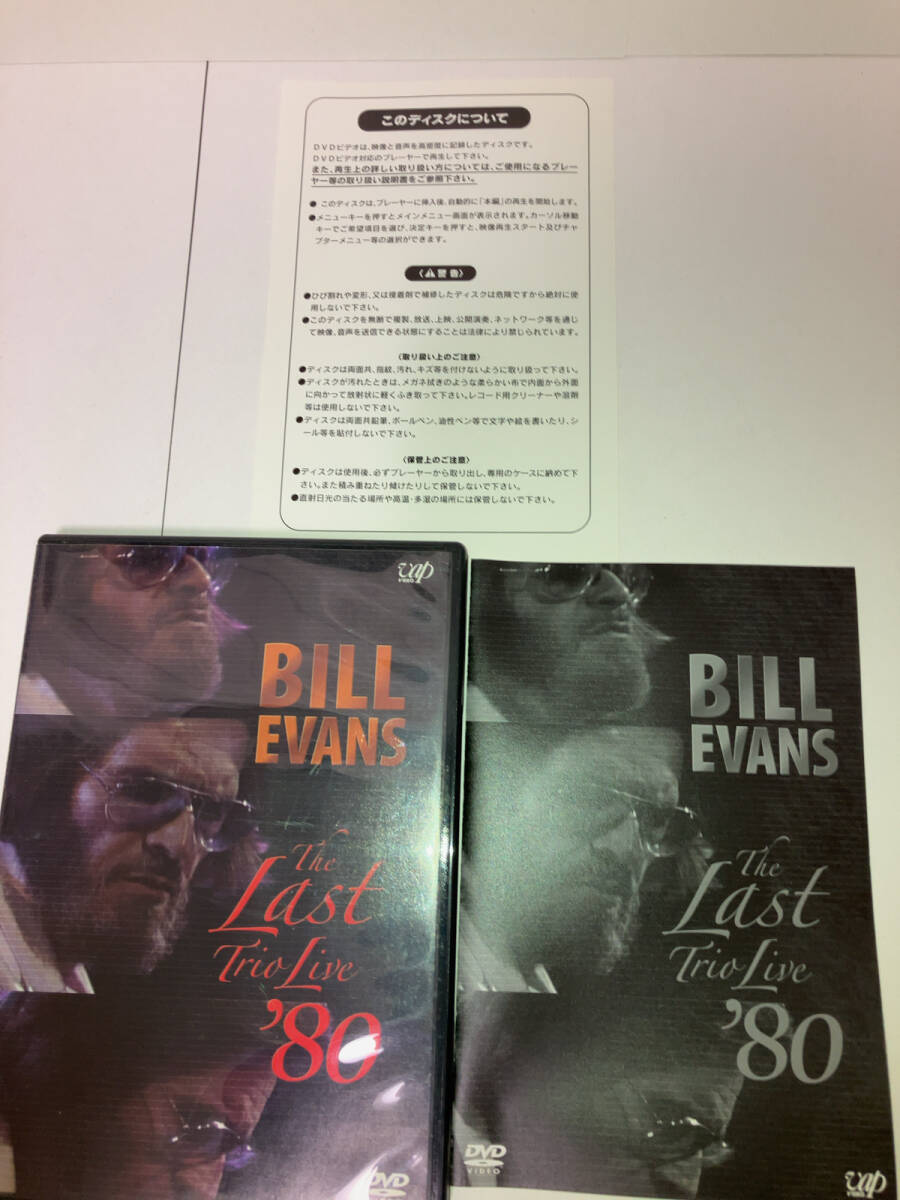 このディスクについて
DVDビデオは、映像と音声を高密度に記録したディスクです。
DVDビデオ対応のプレーヤーで再生して下さい。
また、再生上の詳しい取り扱い方については、ご使用になるプレー
ヤー等の取り扱い説明書をご参照下さい。
● このディスクは、プレーヤーに挿入後、自動的に「本編」の再生を開始します。
●メニューキーを押すとメインメニュー画面が表示されます。カーソル移動
キーでご希望項目を選び、決定キーを押すと、映像再生スタート及びチャ
プターメニュー等の選択ができます。
〈⚠警告〉
●ひび割れや変形、又は接着剤で補修したディスクは危険ですから絶対に使
用しないで下さい。
●このディスクを無断で複製、放送、上映、公開演奏、ネットワーク等を通じ
て映像、音声を送信できる状態にすることは法律により禁じられています。
〈取り扱い上のご注意〉
●ディスクは両面共、指紋、汚れ、キズ等を付けないように取り扱って下さい。
●ディスクが汚れたときは、メガネ拭きのような柔らかい布で内面から外面
に向かって放射状に軽くふき取って下さい。レコード用クリーナーや溶剤
等は使用しないで下さい。
●ディスクは両面共鉛筆、ボールペン、油性ペン等で文字や絵を書いたり、シ
ール等を貼付しないで下さい。
〈保管上のご注意〉
●ディスクは使用後、必ずプレーヤーから取り出し、専用のケースに納めて下
さい。また積み重ねたり傾けたりして保管しないで下さい。
●直射日光の当たる場所や高温・多湿の場所には保管しないで下さい。
vap
VIDEO
BILL
EVANS
The
Last
Trio Live
'80
DVD
BILL
EVANS
The
Last
Trio Live
'80
DVD
VIDEO
vap
VIDEO